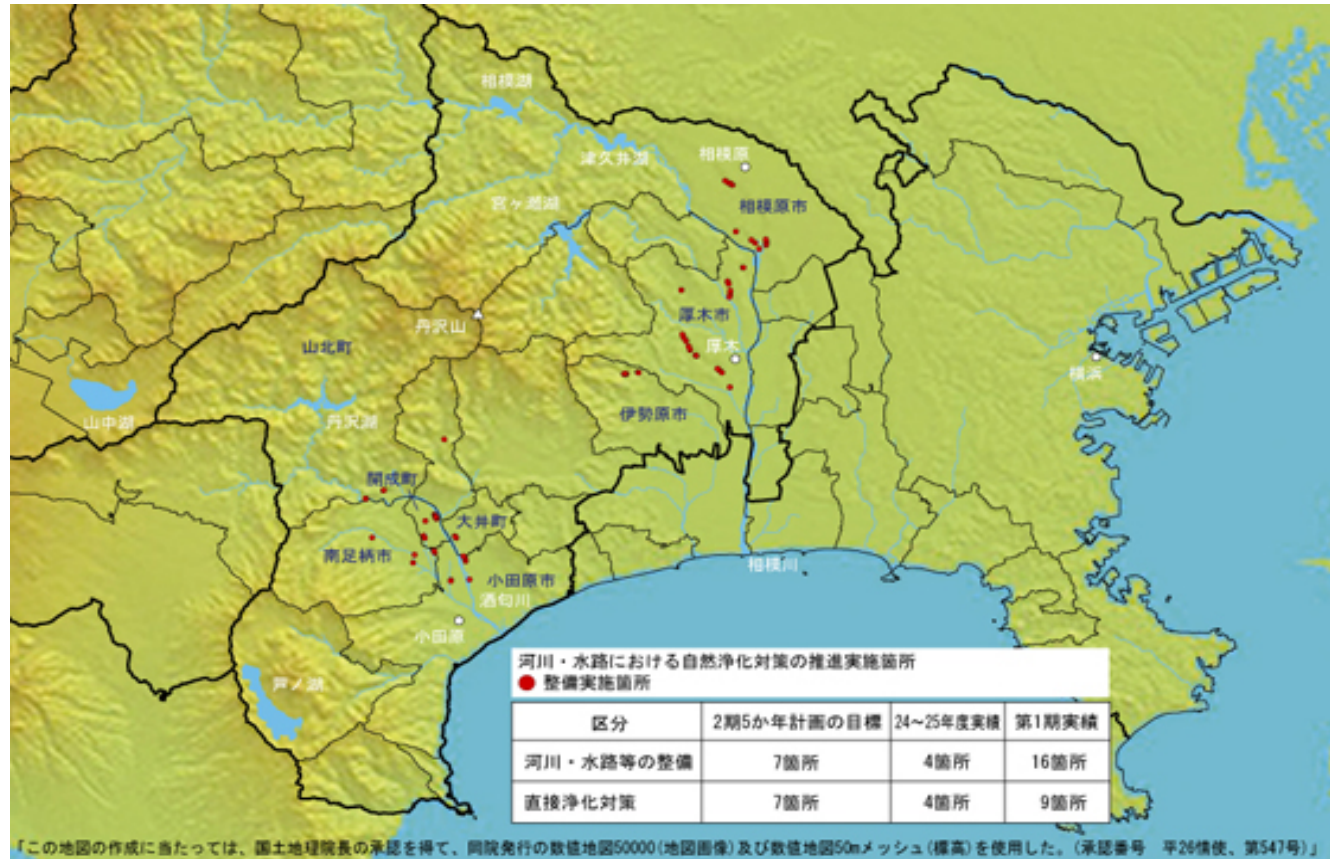 相模湖
津久井湖
相模原
宮ヶ瀬湖
相模原市
厚木市
丹沢山
厚木
山北町
横浜
山中湖
丹沢湖
伊勢原市
開成町
大井町
南足柄市
相模川
小田原市
酒匂川
小田原
芦ノ湖
河川・水路における自然浄化対策の推進実施箇所
● 整備実施箇所
区分 2期5か年計画の目標 24～25年度実績 第1期実績
河川・水路等の整備 7箇所 4箇所 16箇所
直接浄化対策 7箇所 4箇所 9箇所
「この地図の作成に当たっては、国土地理院長の承認を得て、同院発行の数値地図50000(地図画像)及び数値地図50mメッシュ(標高)を使用した。(承認番号 平26情使、第547号)」